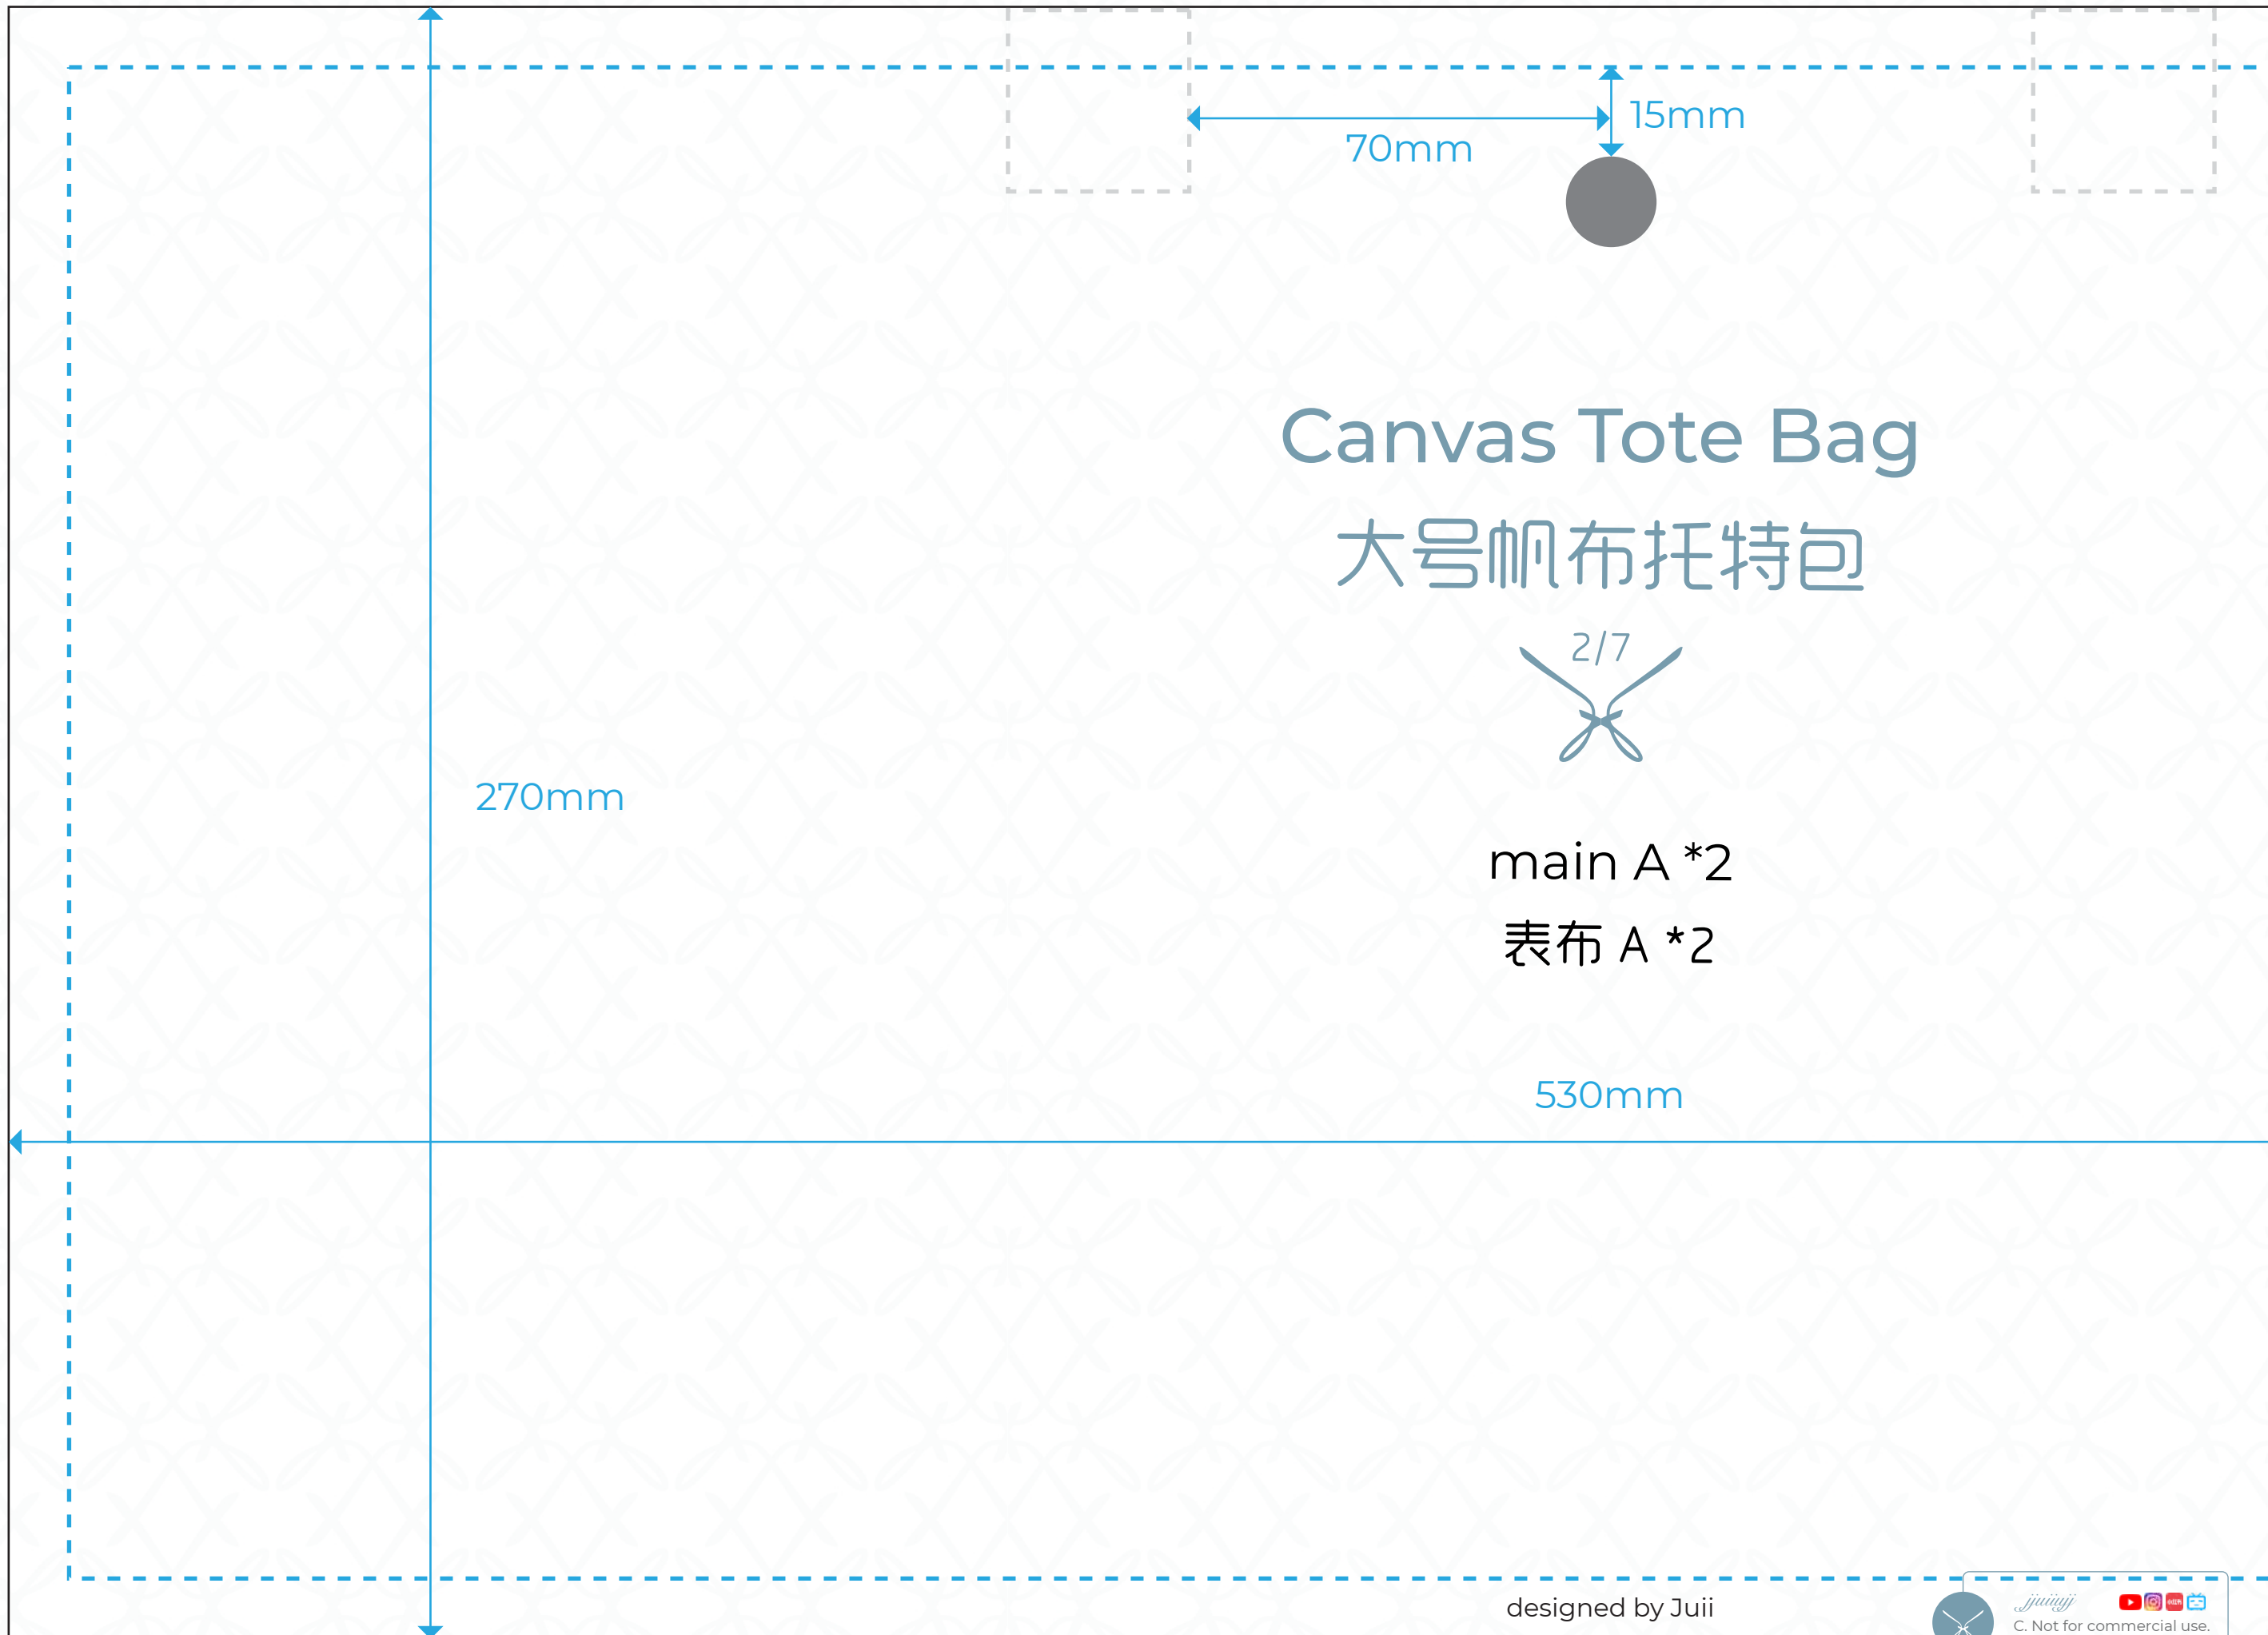 15mm
70mm
Canvas Tote Bag
大号帆布托特包
2/7
270mm
main A *2
表布 A *2
530mm
designed by Juii
C. Not for commercial use.